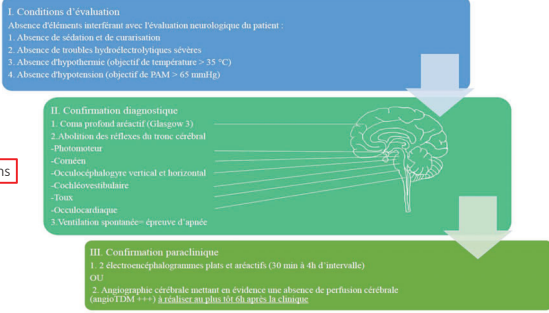 I. Conditions d'évaluation
Absence d'éléments interférant avec l'évaluation neurologique du patient :
1. Absence de sédation et de curarisation
2. Absence de troubles hydroélectrolytiques sévères
3. Absence d'hypothermie (objectif de température > 35 °C)
4. Absence d'hypotension (objectif de PAM > 65 mmHg)
II. Confirmation diagnostique
1. Coma profond aréactif (Glasgow 3)
2.Abolition des réflexes du tronc cérébral
-Photomoteur
-Cornéen
-Occulocéphalogyre vertical et horizontal
-Cochléovestibulaire
-Toux
-Occulocardiaque
3.Ventilation spontanée= épreuve d'apnée
ns
III. Confirmation paraclinique
1. 2 électroencéphalogrammes plats et aréactifs (30 min à 4h d'intervalle)
OU
2. Angiographie cérébrale mettant en évidence une absence de perfusion cérébrale
(angioTDM +++) à réaliser au plus tôt 6h après la clinique